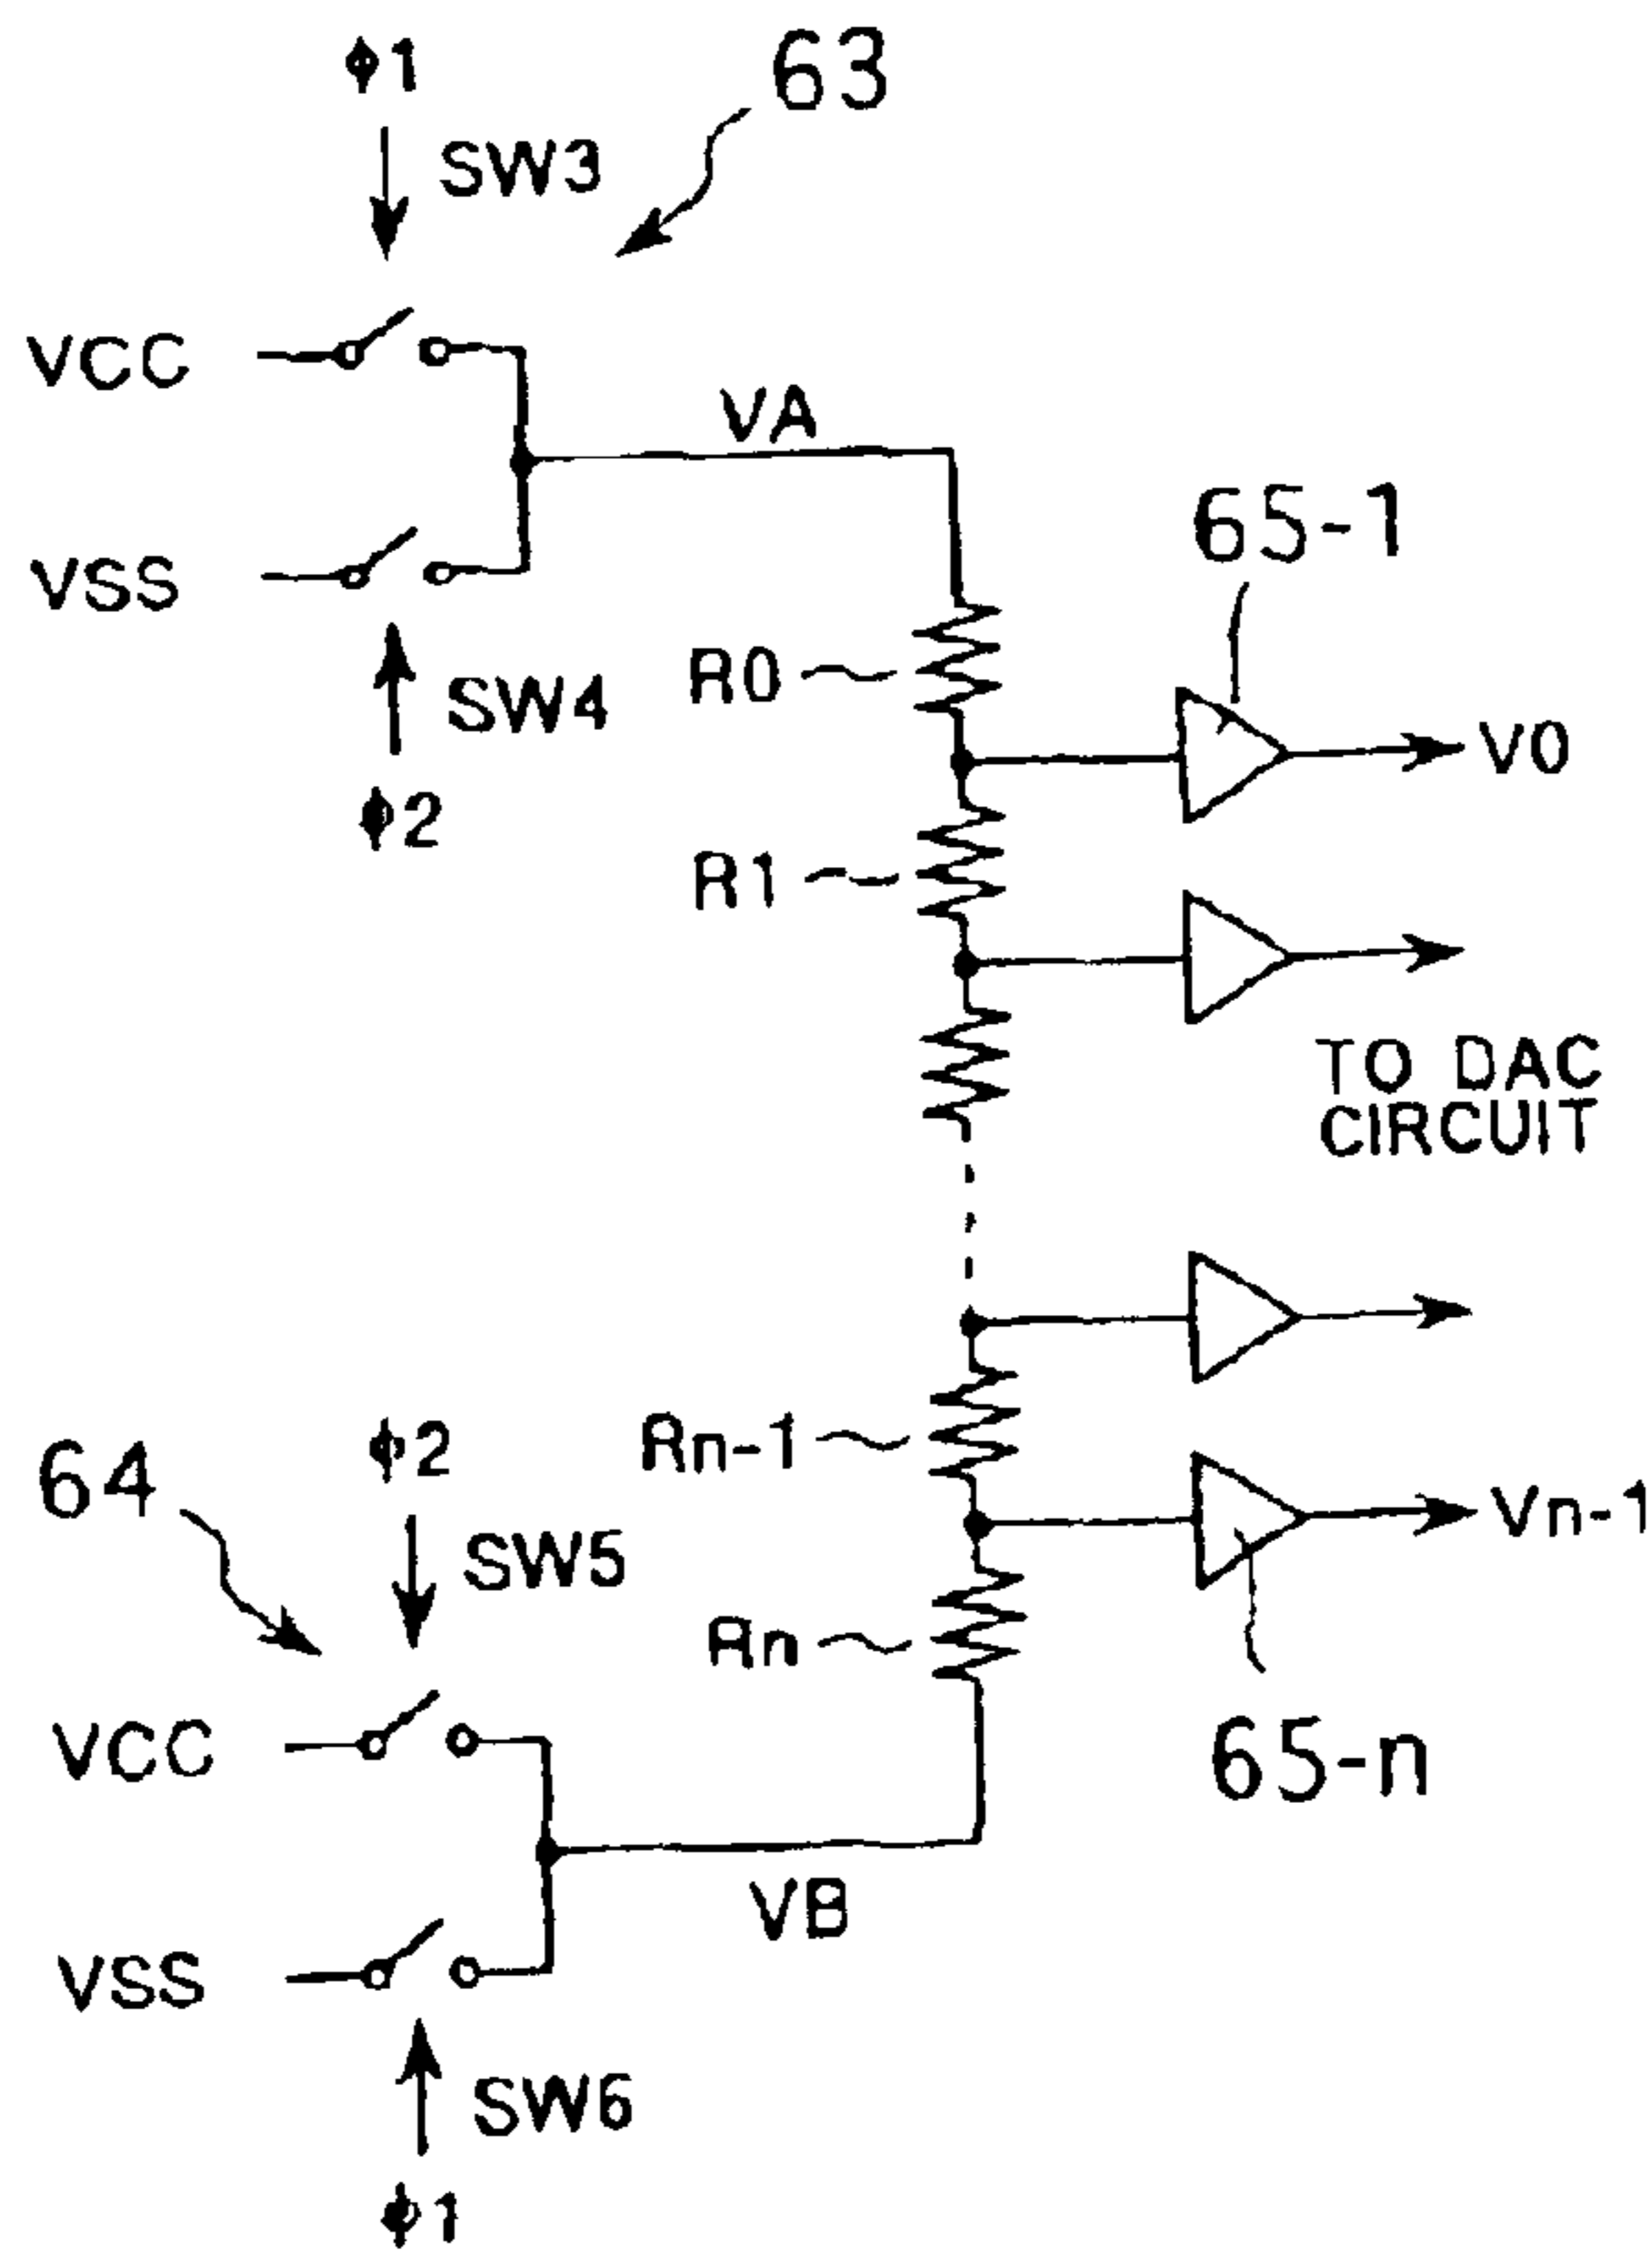 φ1
63
SW3
VCC
VA
VSS
65-1
R0
SW4
V0
φ2
R1
TO DAC
CIRCUIT
φ2
Rn-1
64
Vn-1
SW5
Rn
VCC
65-n
VB
VSS
SW6
φ1